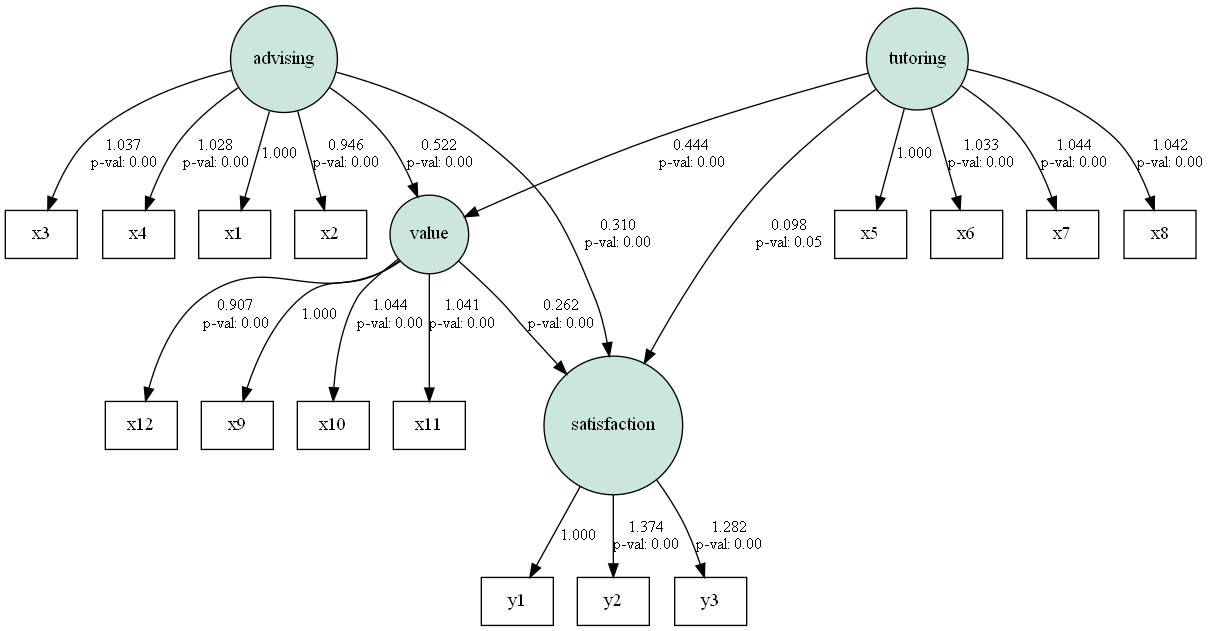 advising
tutoring
1.037
p-val: 0.00
1.028
p-val: 0.00
1.000
0.946
p-val: 0.00
0.522
p-val: 0.00
0.444
p-val: 0.00
1.000
1.033
p-val: 0.00
1.044
p-val: 0.00
1.042
p-val: 0.00
x3
x4
x1
x2
value
0.310
p-val: 0.00
0.098
p-val: 0.05
x5
x6
x7
x8
0.907
p-val: 0.00
1.000
1.044
p-val: 0.00
1.041
p-val: 0.00
0.262
p-val: 0.00
x12
x9
x10
x11
satisfaction
1.000
1.374
p-val: 0.00
1.282
p-val: 0.00
y1
y2
y3